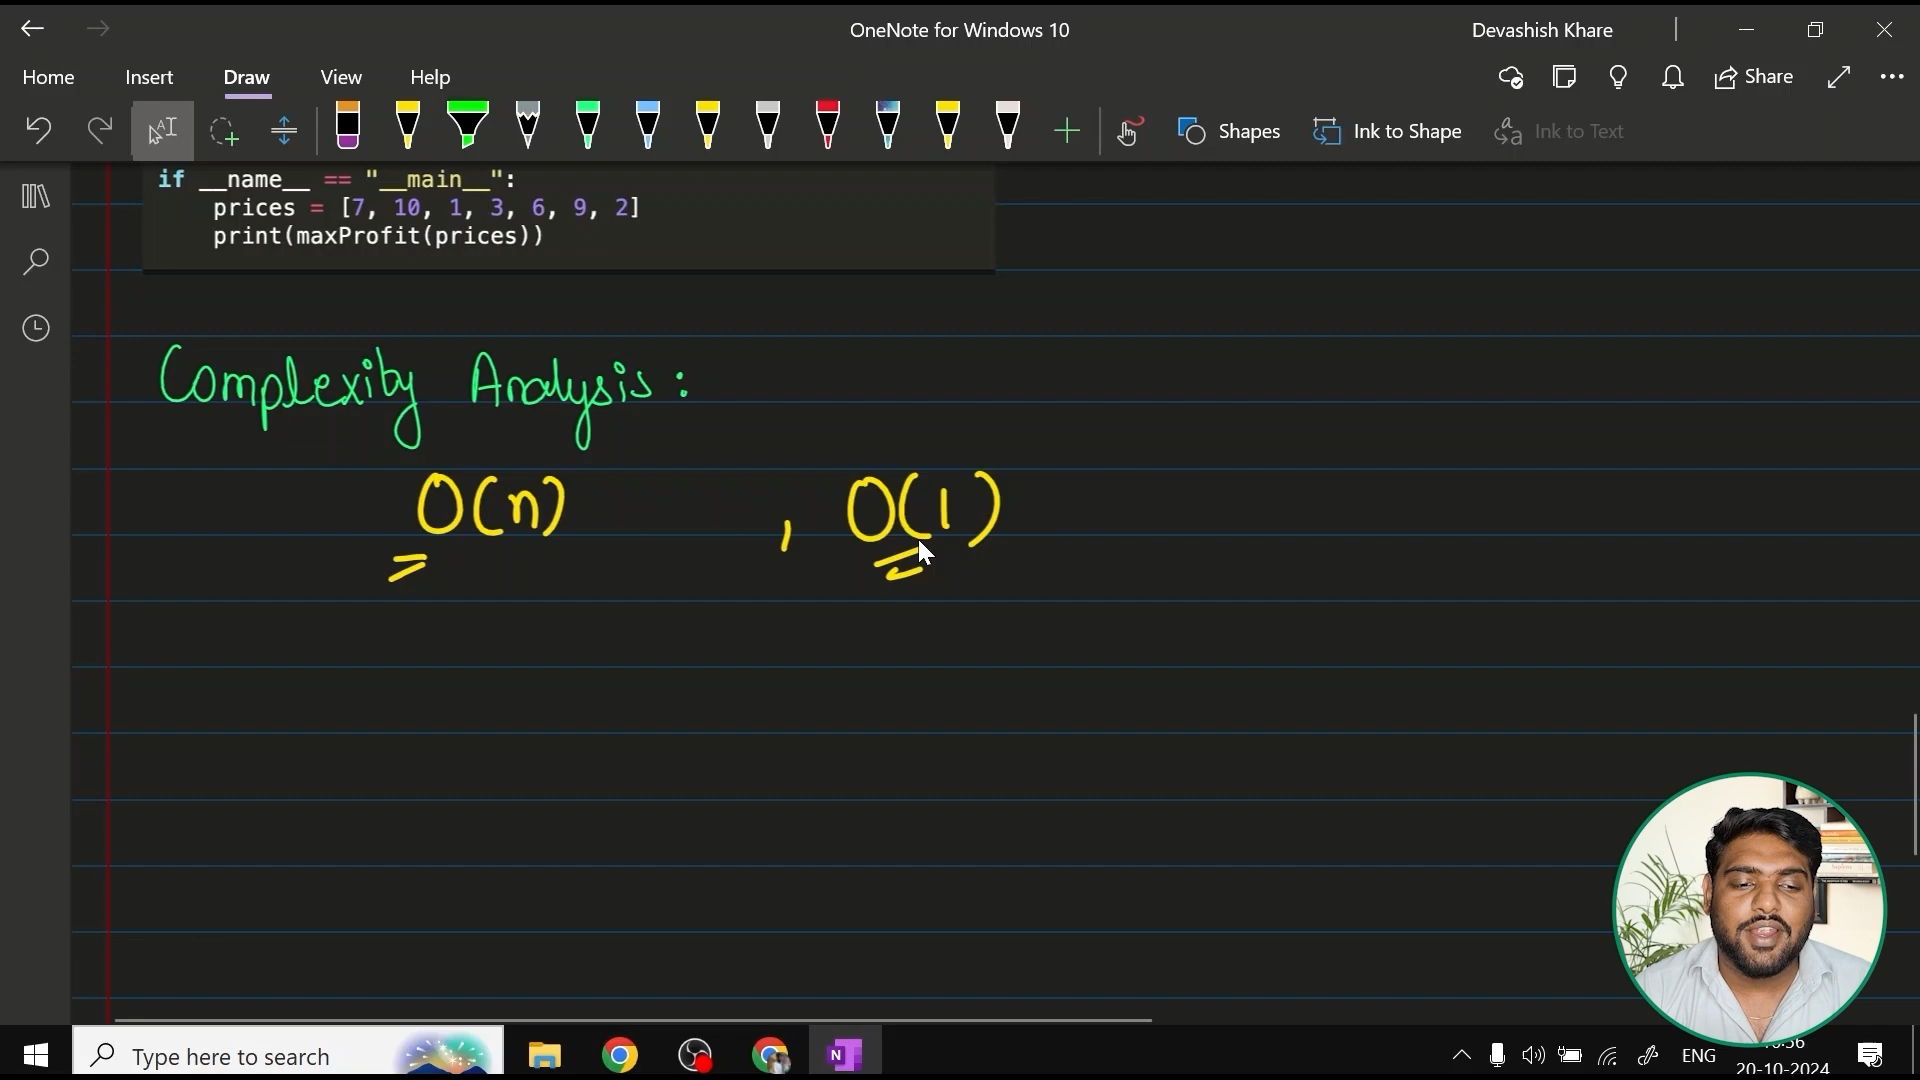 OneNote for Windows 10
Devashish Khare
Home Insert Draw View Help
Share
Shapes Ink to Shape Ink to Text
if __name__ == "__main__":
prices = [7, 10, 1, 3, 6, 9, 2]
print(maxProfit(prices))
Complexity Analysis:
O(n) , O(1)
Type here to search
N
ENG
20-10-2024